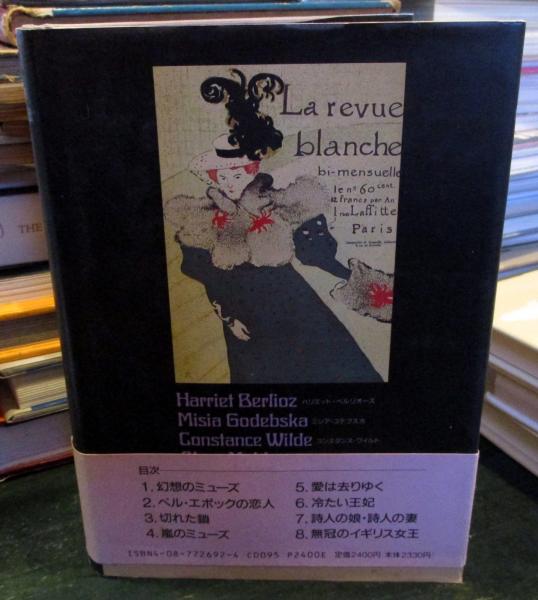 THE
La revue
blanche
bi-mensuelle
le no 60 cent.
12 francs par An
1 rue Laffitte
Paris
Harriet Berlioz ハリエット・ベルリオーズ
Misia Godebska ミシア・ゴデブスカ
Constance Wilde コンスタンス・ワイルド
目次
1. 幻想のミューズ
2. ベル・エポックの恋人
3. 切れた鎖
4. 嵐のミューズ
5. 愛は去りゆく
6. 冷たい王妃
7. 詩人の娘・詩人の妻
8. 無冠のイギリス女王
ISBN4-08-772692-4 C0095 P2400E 定価2400円(本体2330円)